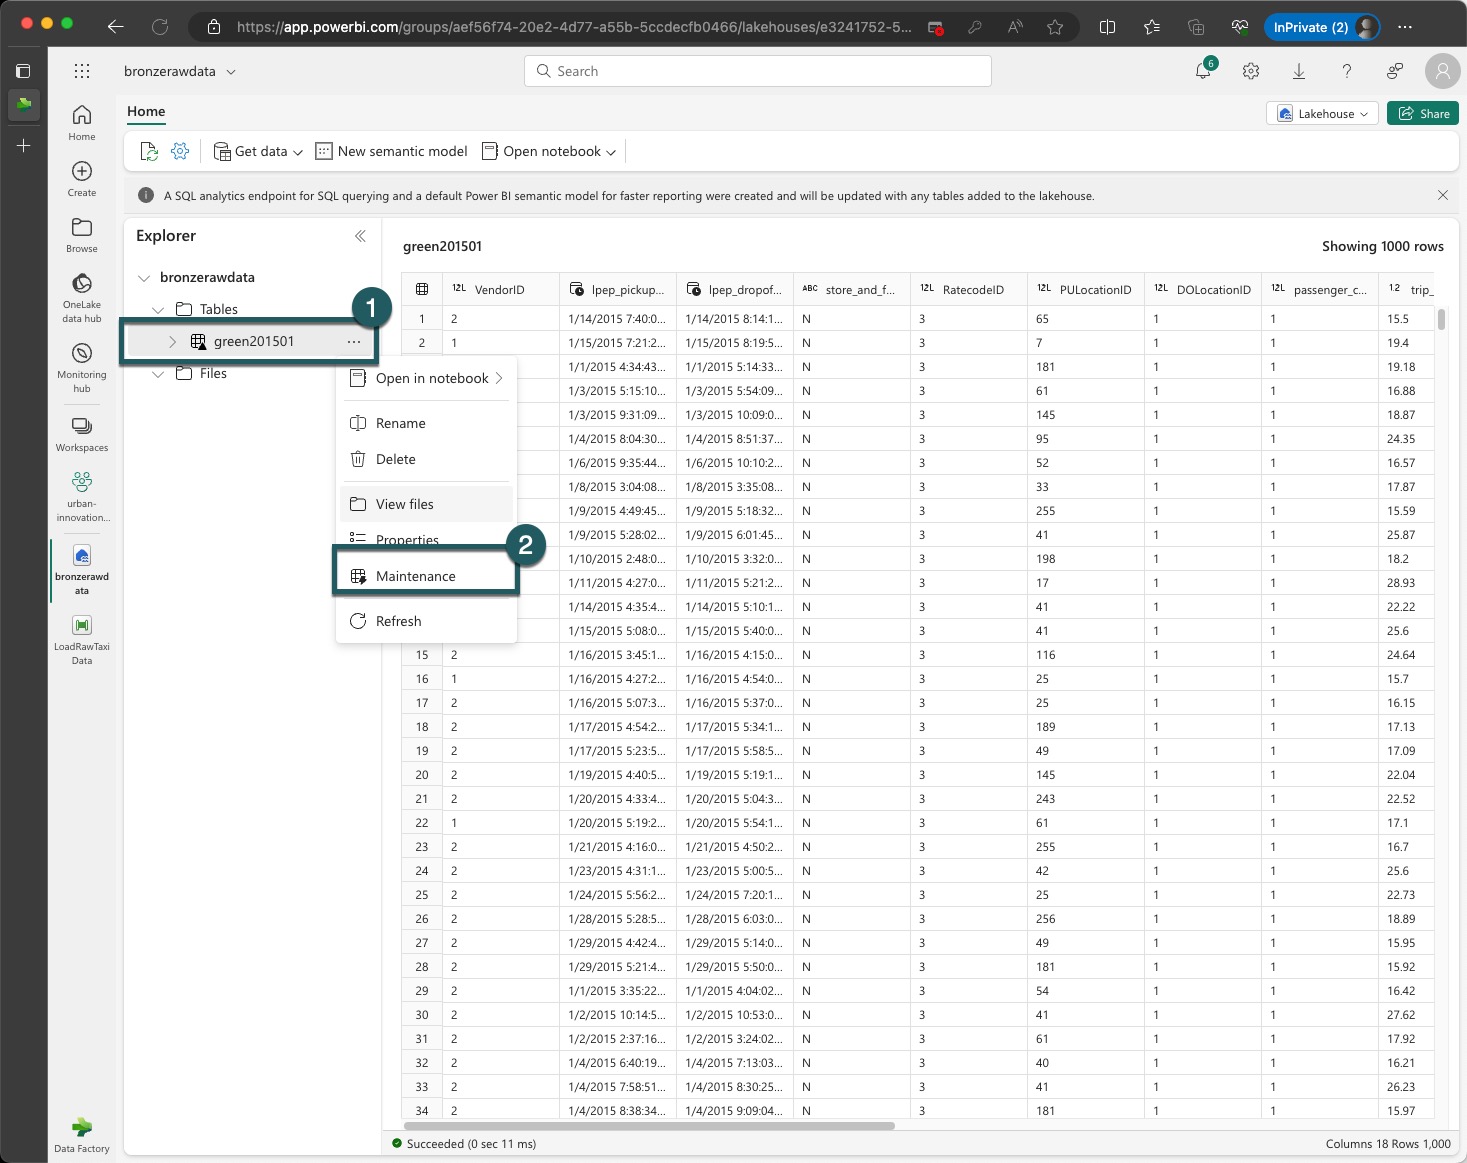 https://app.powerbi.com/groups/aef56f74-20e2-4d77-a55b-5ccdecfb0466/lakehouses/e3241752-5...
InPrivate (2)
bronzerawdata
Search
6
Home
Lakehouse
Share
Get data
New semantic model
Open notebook
A SQL analytics endpoint for SQL querying and a default Power BI semantic model for faster reporting were created and will be updated with any tables added to the lakehouse.
Home
Create
Browse
OneLake
data hub
Monitoring
hub
Workspaces
urban-
innovation...
bronzerawd
ata
LoadRawTaxi
Data
Data Factory
Explorer
bronzerawdata
Tables
1
green201501
Files
Open in notebook
Rename
Delete
View files
Properties
2
Maintenance
Refresh
green201501
Showing 1000 rows
12L VendorID lpep_pickup... lpep_dropof... ABC store_and_f... 12L RatecodeID 12L PULocationID 12L DOLocationID 12L passenger_c... 1.2 trip_
1 2 1/14/2015 7:40:0... 1/14/2015 8:14:1... N 3 65 1 1 15.5
2 1 1/15/2015 7:21:2... 1/15/2015 8:19:5... N 3 7 1 1 19.4
1/1/2015 4:34:43... 1/1/2015 5:14:33... N 3 181 1 1 19.18
1/3/2015 5:15:10... 1/3/2015 5:54:09... N 3 61 1 1 16.88
1/3/2015 9:31:09... 1/3/2015 10:09:0... N 3 145 1 1 18.87
1/4/2015 8:04:30... 1/4/2015 8:51:37... N 3 95 1 1 24.35
1/6/2015 9:35:44... 1/6/2015 10:10:2... N 3 52 1 1 16.57
1/8/2015 3:04:08... 1/8/2015 3:35:08... N 3 33 1 1 17.87
1/9/2015 4:49:45... 1/9/2015 5:18:32... N 3 255 1 1 15.59
1/9/2015 5:28:02... 1/9/2015 6:01:45... N 3 41 1 1 25.87
1/10/2015 2:48:0... 1/10/2015 3:32:0... N 3 198 1 1 18.2
1/11/2015 4:27:0... 1/11/2015 5:21:2... N 3 17 1 1 28.93
1/14/2015 4:35:4... 1/14/2015 5:10:1... N 3 41 1 1 22.22
1/15/2015 5:08:0... 1/15/2015 5:40:0... N 3 41 1 1 25.6
15 2 1/16/2015 3:45:1... 1/16/2015 4:15:0... N 3 116 1 1 24.64
16 1 1/16/2015 4:27:2... 1/16/2015 4:54:0... N 3 25 1 1 15.7
17 2 1/16/2015 5:07:3... 1/16/2015 5:37:0... N 3 25 1 1 16.15
18 2 1/17/2015 4:54:2... 1/17/2015 5:34:1... N 3 189 1 1 17.13
19 2 1/17/2015 5:23:5... 1/17/2015 5:58:5... N 3 49 1 1 17.09
20 2 1/19/2015 4:40:5... 1/19/2015 5:19:1... N 3 145 1 1 22.04
21 2 1/20/2015 4:33:4... 1/20/2015 5:04:3... N 3 243 1 1 22.52
22 1 1/20/2015 5:19:2... 1/20/2015 5:54:1... N 3 61 1 1 17.1
23 2 1/21/2015 4:16:0... 1/21/2015 4:50:2... N 3 255 1 1 16.7
24 2 1/23/2015 4:31:1... 1/23/2015 5:00:5... N 3 42 1 1 25.6
25 2 1/24/2015 5:56:2... 1/24/2015 7:20:1... N 3 25 1 1 22.73
26 2 1/28/2015 5:28:5... 1/28/2015 6:03:0... N 3 256 1 1 18.89
27 2 1/29/2015 4:42:4... 1/29/2015 5:14:0... N 3 49 1 1 15.95
28 2 1/29/2015 5:21:4... 1/29/2015 5:50:0... N 3 181 1 1 15.92
29 2 1/1/2015 3:35:22... 1/1/2015 4:04:02... N 3 54 1 1 16.42
30 2 1/2/2015 10:14:5... 1/2/2015 10:53:0... N 3 41 1 1 27.62
31 2 1/2/2015 2:37:16... 1/2/2015 3:24:02... N 3 61 1 1 17.92
32 2 1/4/2015 6:40:19... 1/4/2015 7:13:03... N 3 40 1 1 16.21
33 2 1/4/2015 7:58:51... 1/4/2015 8:30:25... N 3 41 1 1 26.23
34 2 1/4/2015 8:38:34... 1/4/2015 9:09:04... N 3 181 1 1 15.97
Succeeded (0 sec 11 ms)
Columns 18 Rows 1,000